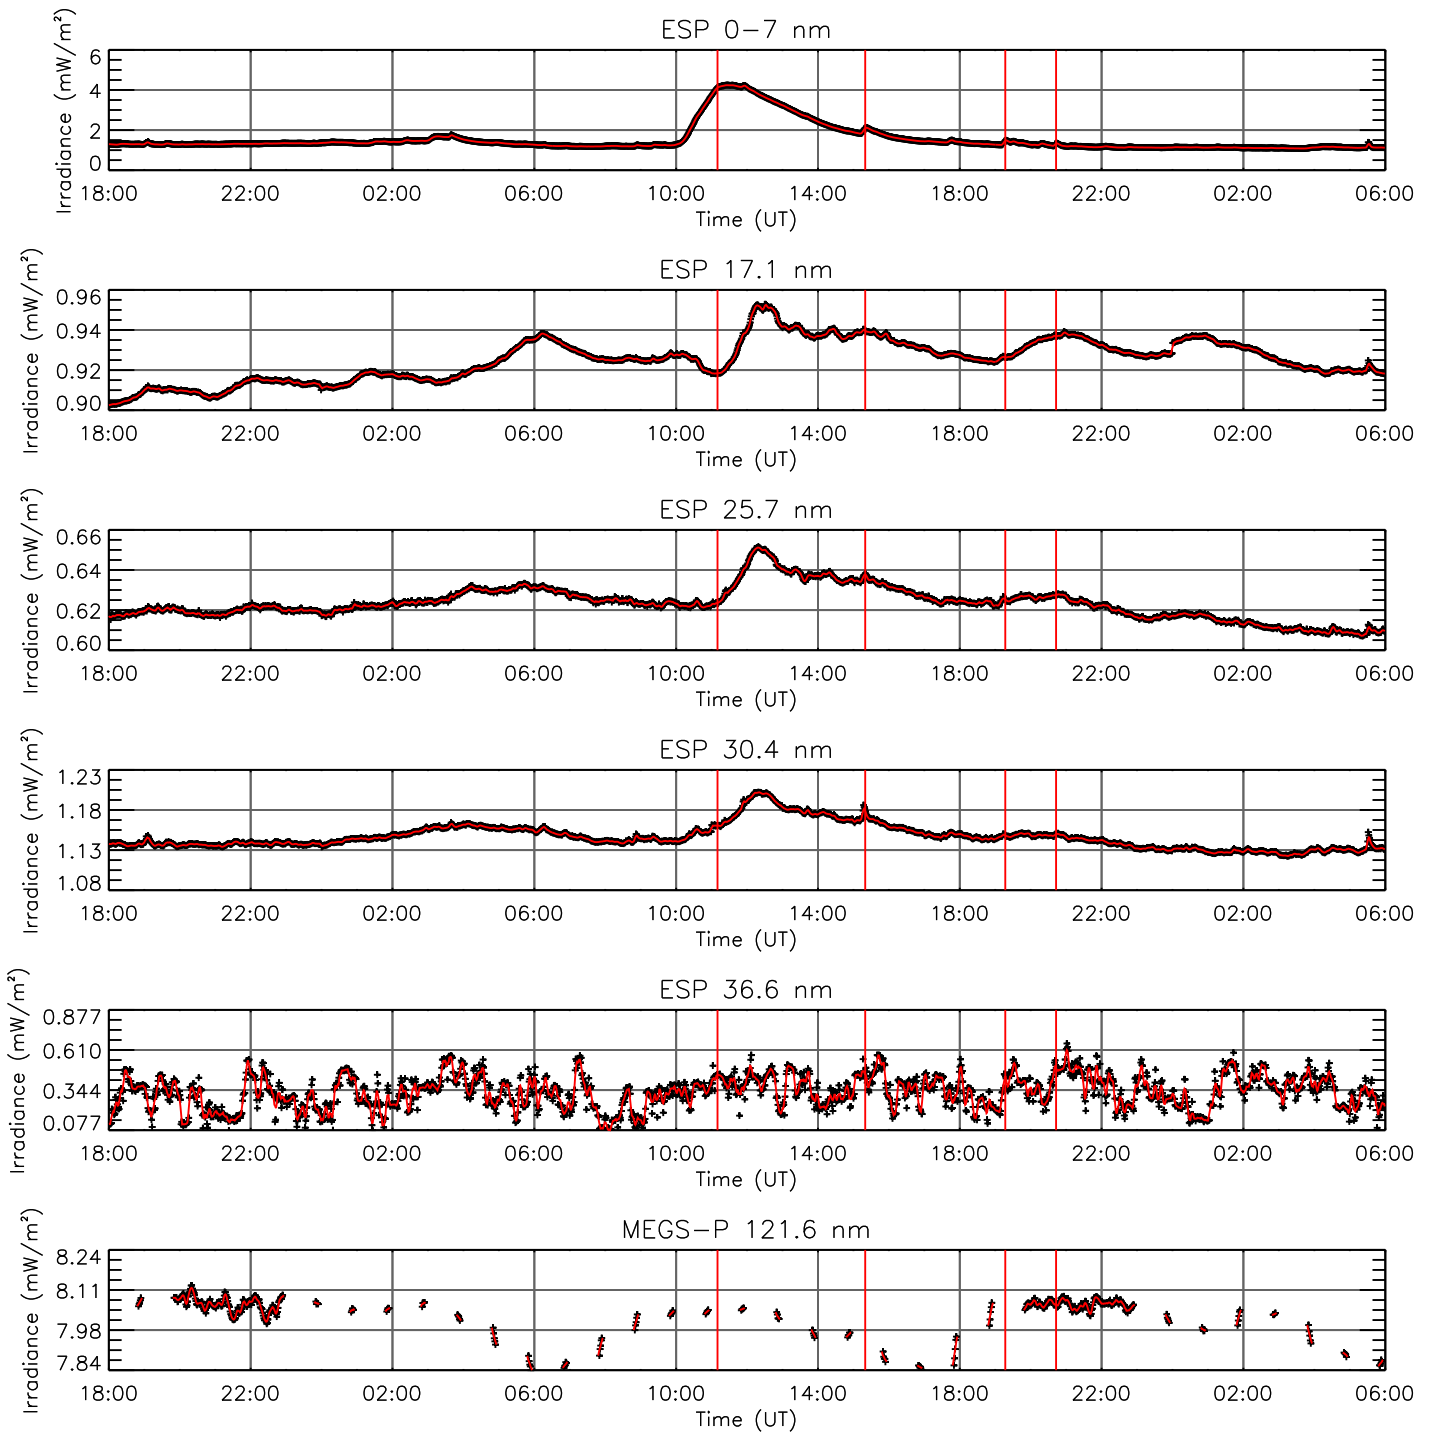 ESP 0-7 nm
Irradiance (mW/m²)
6
4
2
0
18:00 22:00 02:00 06:00 10:00 14:00 18:00 22:00 02:00 06:00
Time (UT)
ESP 17.1 nm
Irradiance (mW/m²)
0.96
0.94
0.92
0.90
18:00 22:00 02:00 06:00 10:00 14:00 18:00 22:00 02:00 06:00
Time (UT)
ESP 25.7 nm
Irradiance (mW/m²)
0.66
0.64
0.62
0.60
18:00 22:00 02:00 06:00 10:00 14:00 18:00 22:00 02:00 06:00
Time (UT)
ESP 30.4 nm
Irradiance (mW/m²)
1.23
1.18
1.13
1.08
18:00 22:00 02:00 06:00 10:00 14:00 18:00 22:00 02:00 06:00
Time (UT)
ESP 36.6 nm
Irradiance (mW/m²)
0.877
0.610
0.344
0.077
18:00 22:00 02:00 06:00 10:00 14:00 18:00 22:00 02:00 06:00
Time (UT)
MEGS-P 121.6 nm
Irradiance (mW/m²)
8.24
8.11
7.98
7.84
18:00 22:00 02:00 06:00 10:00 14:00 18:00 22:00 02:00 06:00
Time (UT)